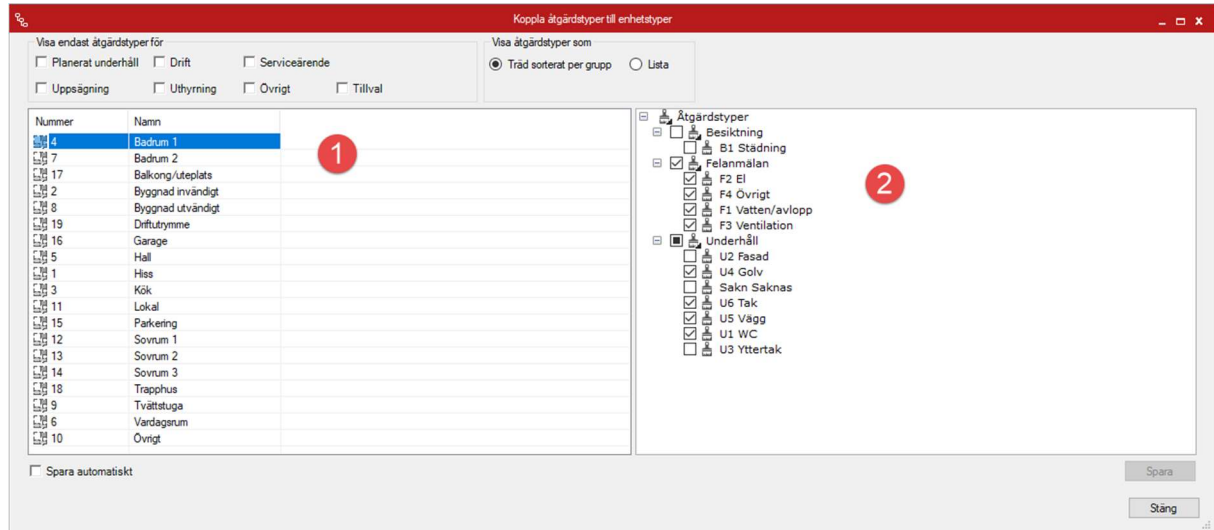 Koppla åtgärdstyper till enhetstyper
Visa endast åtgärdstyper för
Planerat underhåll Drift Serviceärende
Uppsägning Uthyrning Övrigt Tillval
Visa åtgärdstyper som
Träd sorterat per grupp Lista
Nummer Namn
4 Badrum 1
7 Badrum 2
17 Balkong/uteplats
2 Byggnad invändigt
8 Byggnad utvändigt
19 Driftutrymme
16 Garage
5 Hall
1 Hiss
3 Kök
11 Lokal
15 Parkering
12 Sovrum 1
13 Sovrum 2
14 Sovrum 3
18 Trapphus
9 Tvättstuga
6 Vardagsrum
10 Övrigt
1
Åtgärdstyper
Besiktning
B1 Städning
Felanmälan
F2 El
F4 Övrigt
F1 Vatten/avlopp
F3 Ventilation
Underhåll
U2 Fasad
U4 Golv
Sakn Saknas
U6 Tak
U5 Vägg
U1 WC
U3 Yttertak
2
Spara automatiskt
Spara
Stäng